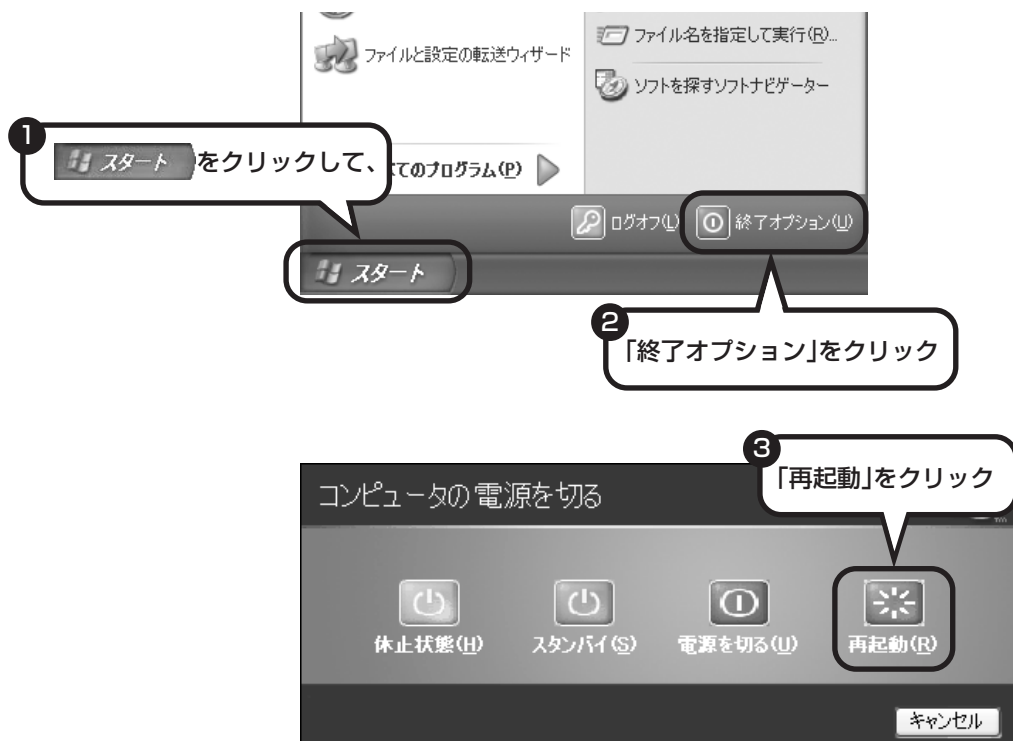 ファイルと設定の転送ウィザード
ファイル名を指定して実行(R)...
ソフトを探すソフトナビゲーター
1
スタート をクリックして、
てのプログラム(P)
ログオフ(L)
終了オプション(U)
スタート
2
「終了オプション」をクリック
3
「再起動」をクリック
コンピュータの電源を切る
休止状態(H)
スタンバイ(S)
電源を切る(U)
再起動(R)
キャンセル